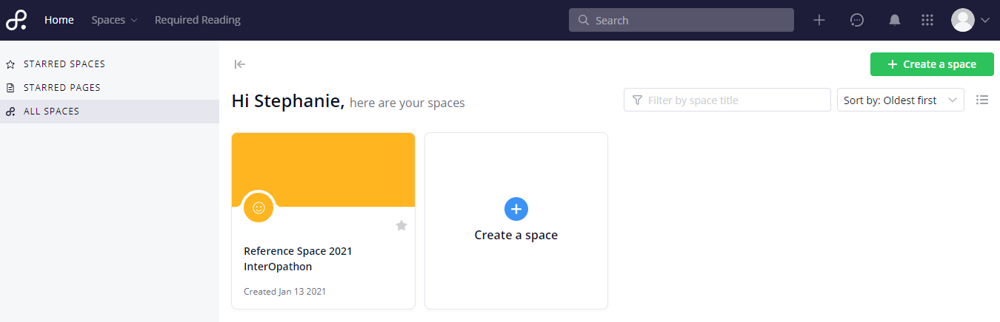 Home Spaces Required Reading Search
STARRED SPACES
STARRED PAGES
ALL SPACES
Create a space
Hi Stephanie, here are your spaces
Filter by space title
Sort by: Oldest first
Reference Space 2021
InterOpathon
Created Jan 13 2021
Create a space